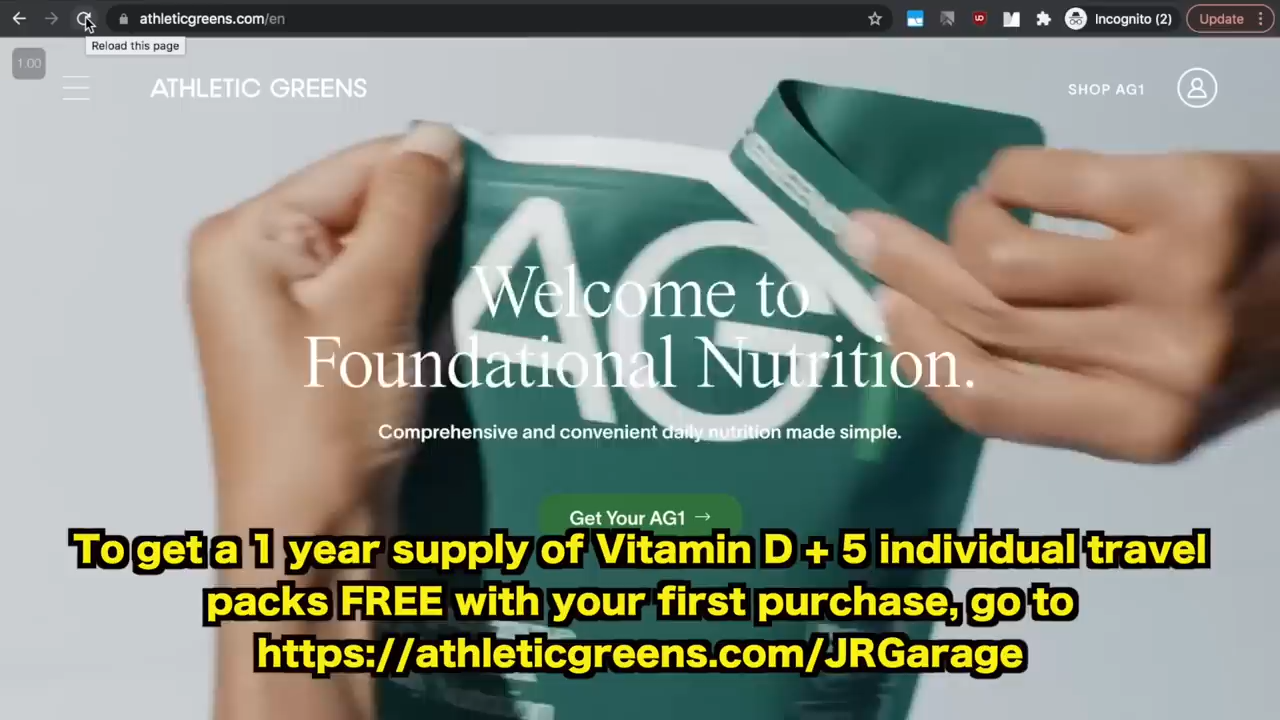 athleticgreens.com/en
Incognito (2)
Update
Reload this page
1.00
ATHLETIC GREENS
SHOP AG1
AG1
Welcome to
Foundational Nutrition.
Comprehensive and convenient daily nutrition made simple.
Get Your AG1 →
To get a 1 year supply of Vitamin D + 5 individual travel
packs FREE with your first purchase, go to
https://athleticgreens.com/JRGarage